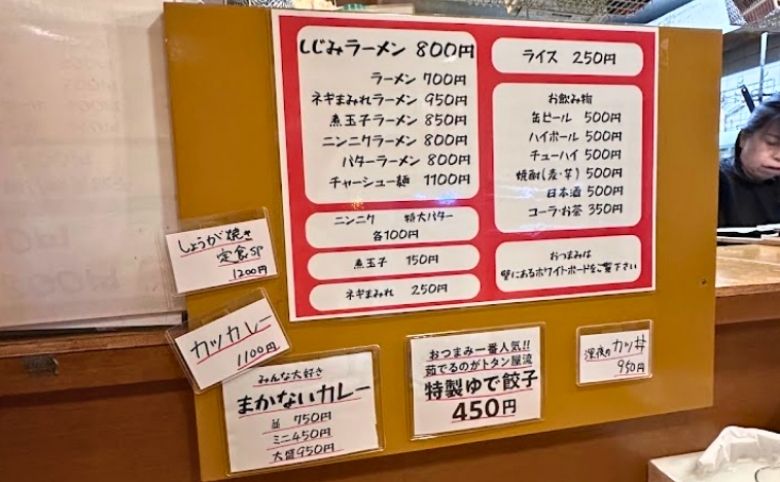 しじみラーメン 800円
ラーメン 700円
ネギまみれラーメン 950円
煮玉子ラーメン 850円
ニンニクラーメン 800円
バターラーメン 800円
チャーシュー麺 1100円
ニンニク 特大バター
各100円
煮玉子 150円
ネギまみれ 250円
ライス 250円
お飲み物
缶ビール 500円
ハイボール 500円
チューハイ 500円
焼酎(麦・芋) 500円
日本酒 500円
コーラ・お茶 350円
おつまみは
壁にあるホワイトボードをご覧下さい
しょうが焼き
定食SP
1200円
カツカレー
1100円
みんな大好き
まかないカレー
並 750円
ミニ450円
大盛950円
おつまみ一番人気!!
茹でるのがトタン屋流
特製ゆで餃子
450円
深夜のカツ丼
950円